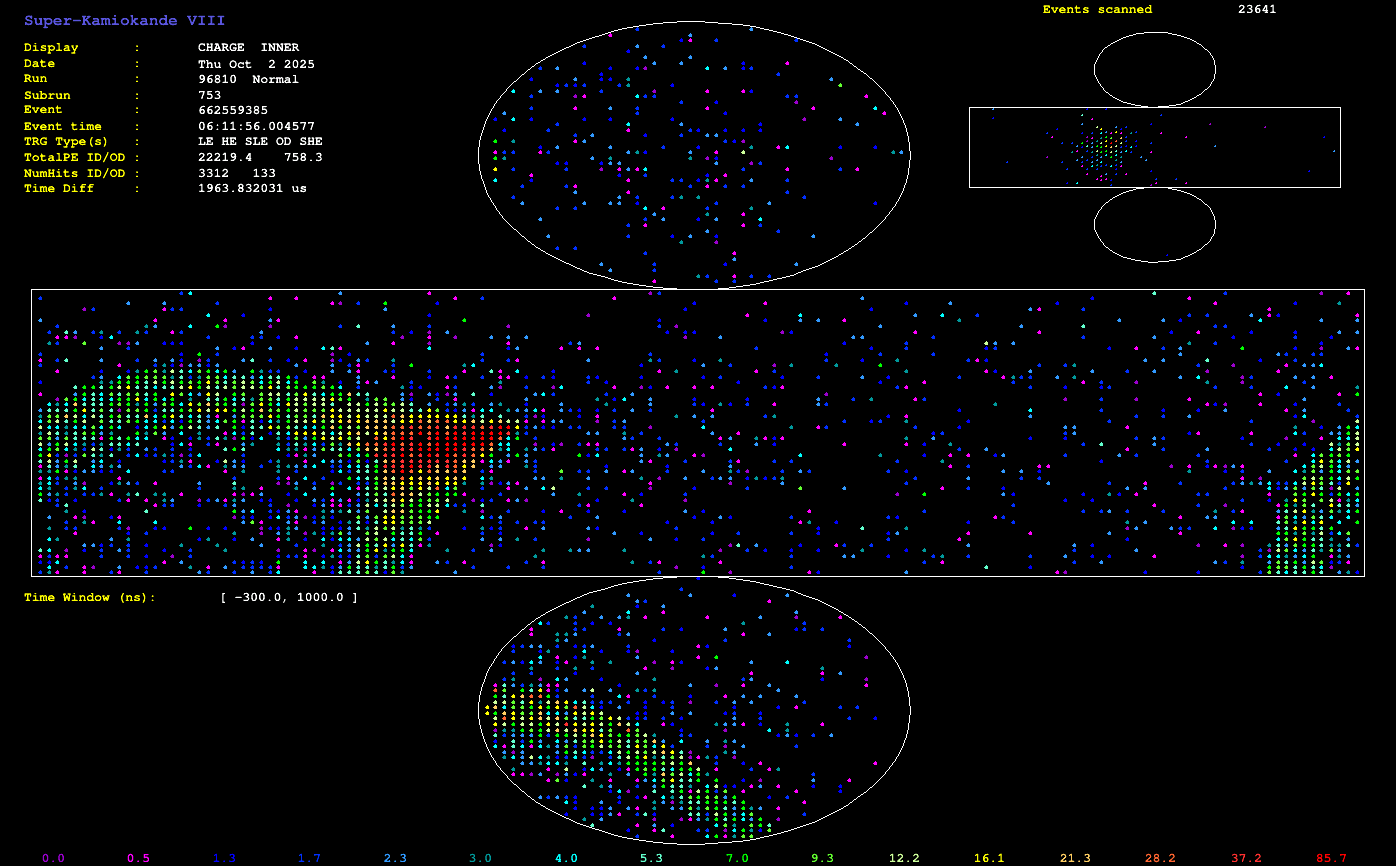 Super-Kamiokande VIII
Events scanned 23641
Display : CHARGE INNER
Date : Thu Oct 2 2025
Run : 96810 Normal
Subrun : 753
Event : 662559385
Event time : 06:11:56.004577
TRG Type(s) : LE HE SLE OD SHE
TotalPE ID/OD : 22219.4 758.3
NumHits ID/OD : 3312 133
Time Diff : 1963.832031 us
Time Window (ns): [ -300.0, 1000.0 ]
0.0 0.5 1.3 1.7 2.3 3.0 4.0 5.3 7.0 9.3 12.2 16.1 21.3 28.2 37.2 85.7